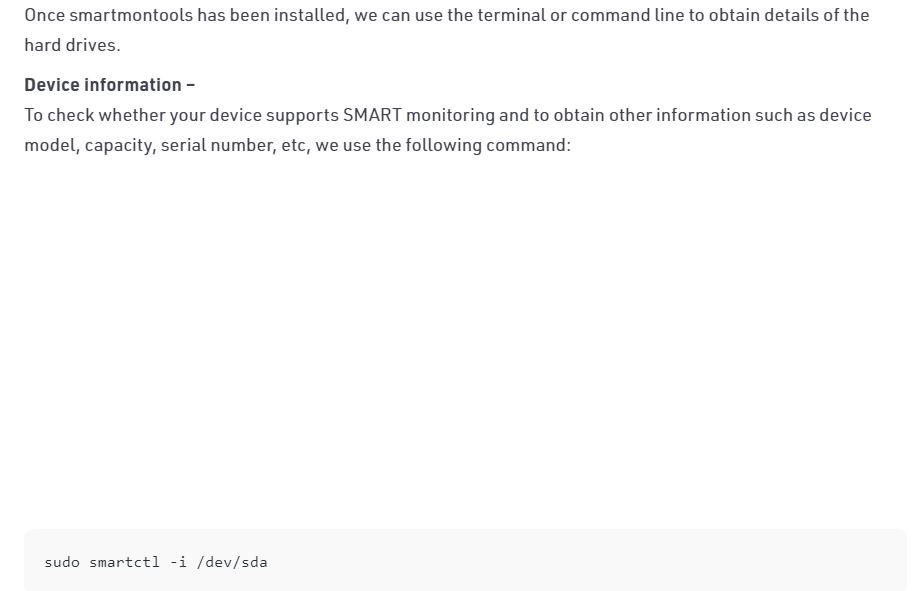 Once smartmontools has been installed, we can use the terminal or command line to obtain details of the
hard drives.
Device information –
To check whether your device supports SMART monitoring and to obtain other information such as device
model, capacity, serial number, etc, we use the following command:
sudo smartctl -i /dev/sda